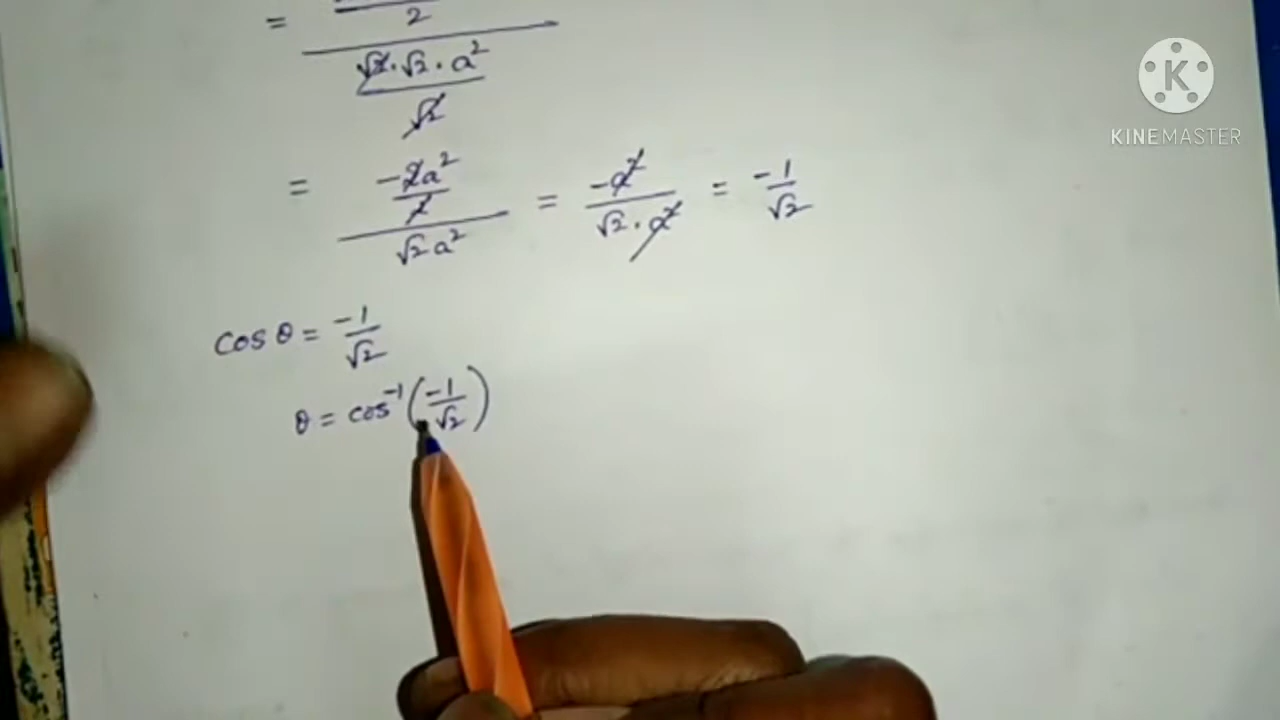 = 2
√2·√2·a²
√2
= -2a²/2 / √2a² = -a²/√2·a² = -1/√2
cos θ = -1/√2
θ = cos⁻¹(-1/√2)
KINEMASTER